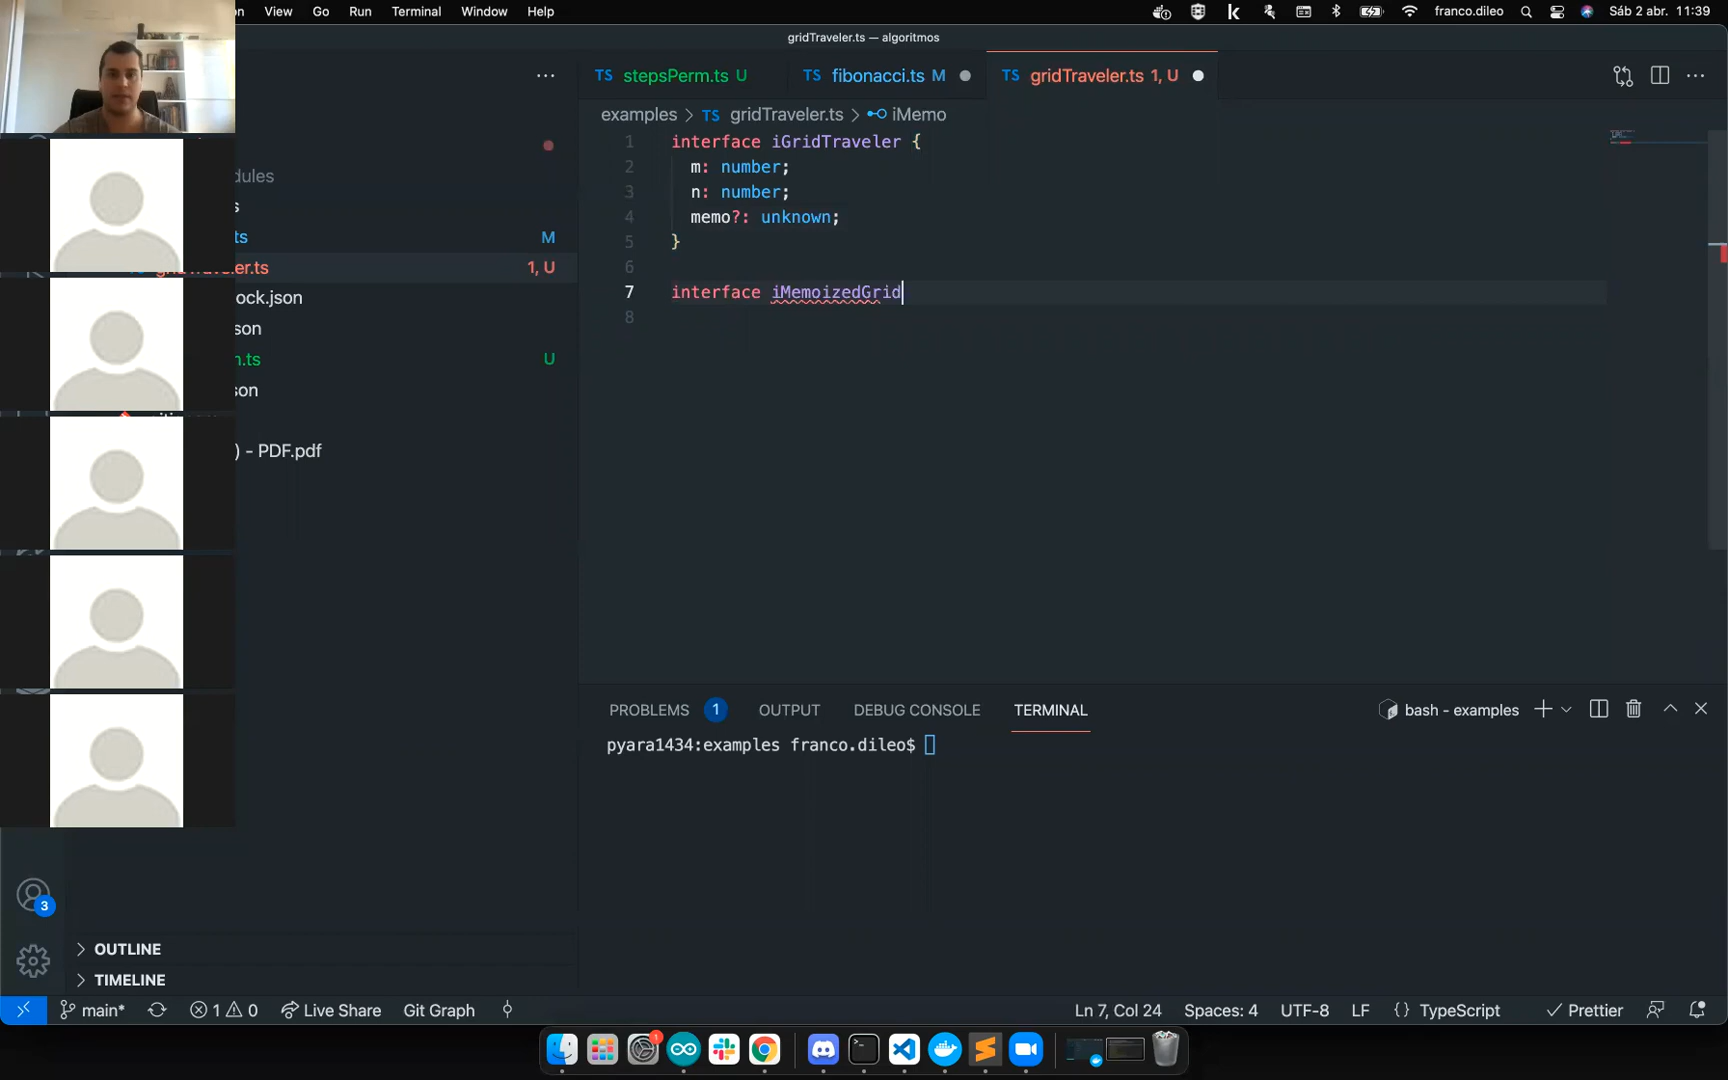 on View Go Run Terminal Window Help franco.dileo Sáb 2 abr. 11:39
gridTraveler.ts — algoritmos
TS stepsPerm.ts U TS fibonacci.ts M TS gridTraveler.ts 1, U
examples > TS gridTraveler.ts > iMemo
dules
s
ts M
er.ts 1, U
ock.json
son
n.ts U
son
) - PDF.pdf
1 interface iGridTraveler {
2 m: number;
3 n: number;
4 memo?: unknown;
5 }
6
7 interface iMemoizedGrid
8
PROBLEMS 1 OUTPUT DEBUG CONSOLE TERMINAL bash - examples
pyara1434:examples franco.dileo$
3
OUTLINE
TIMELINE
main* 1 0 Live Share Git Graph Ln 7, Col 24 Spaces: 4 UTF-8 LF {} TypeScript Prettier
1